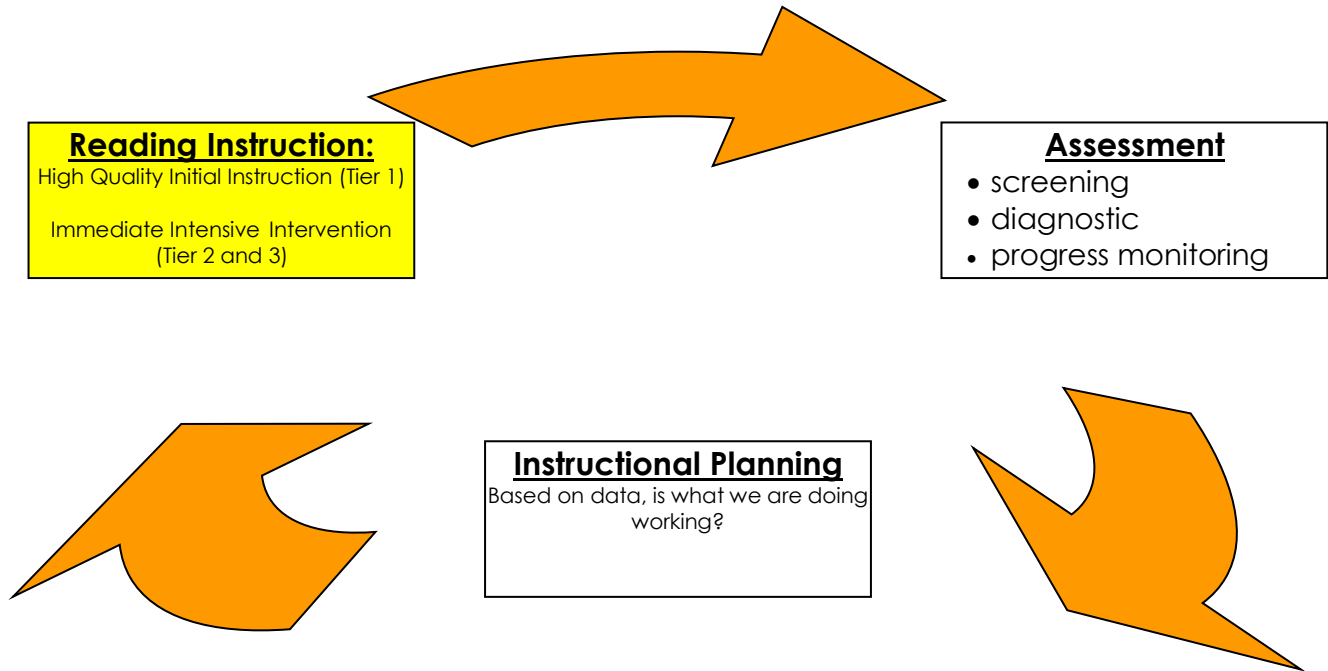 Reading Instruction:
High Quality Initial Instruction (Tier 1)
Immediate Intensive Intervention
(Tier 2 and 3)
Assessment
• screening
• diagnostic
• progress monitoring
Instructional Planning
Based on data, is what we are doing
working?